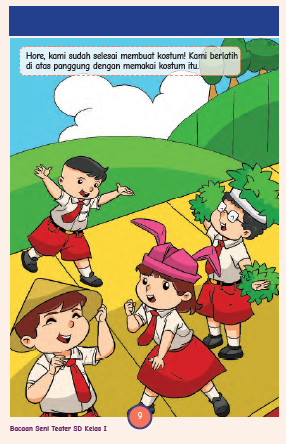 Hore, kami sudah selesai membuat kostum! Kami berlatih
di atas panggung dengan memakai kostum itu.
9
Bacaan Seni Teater SD Kelas I